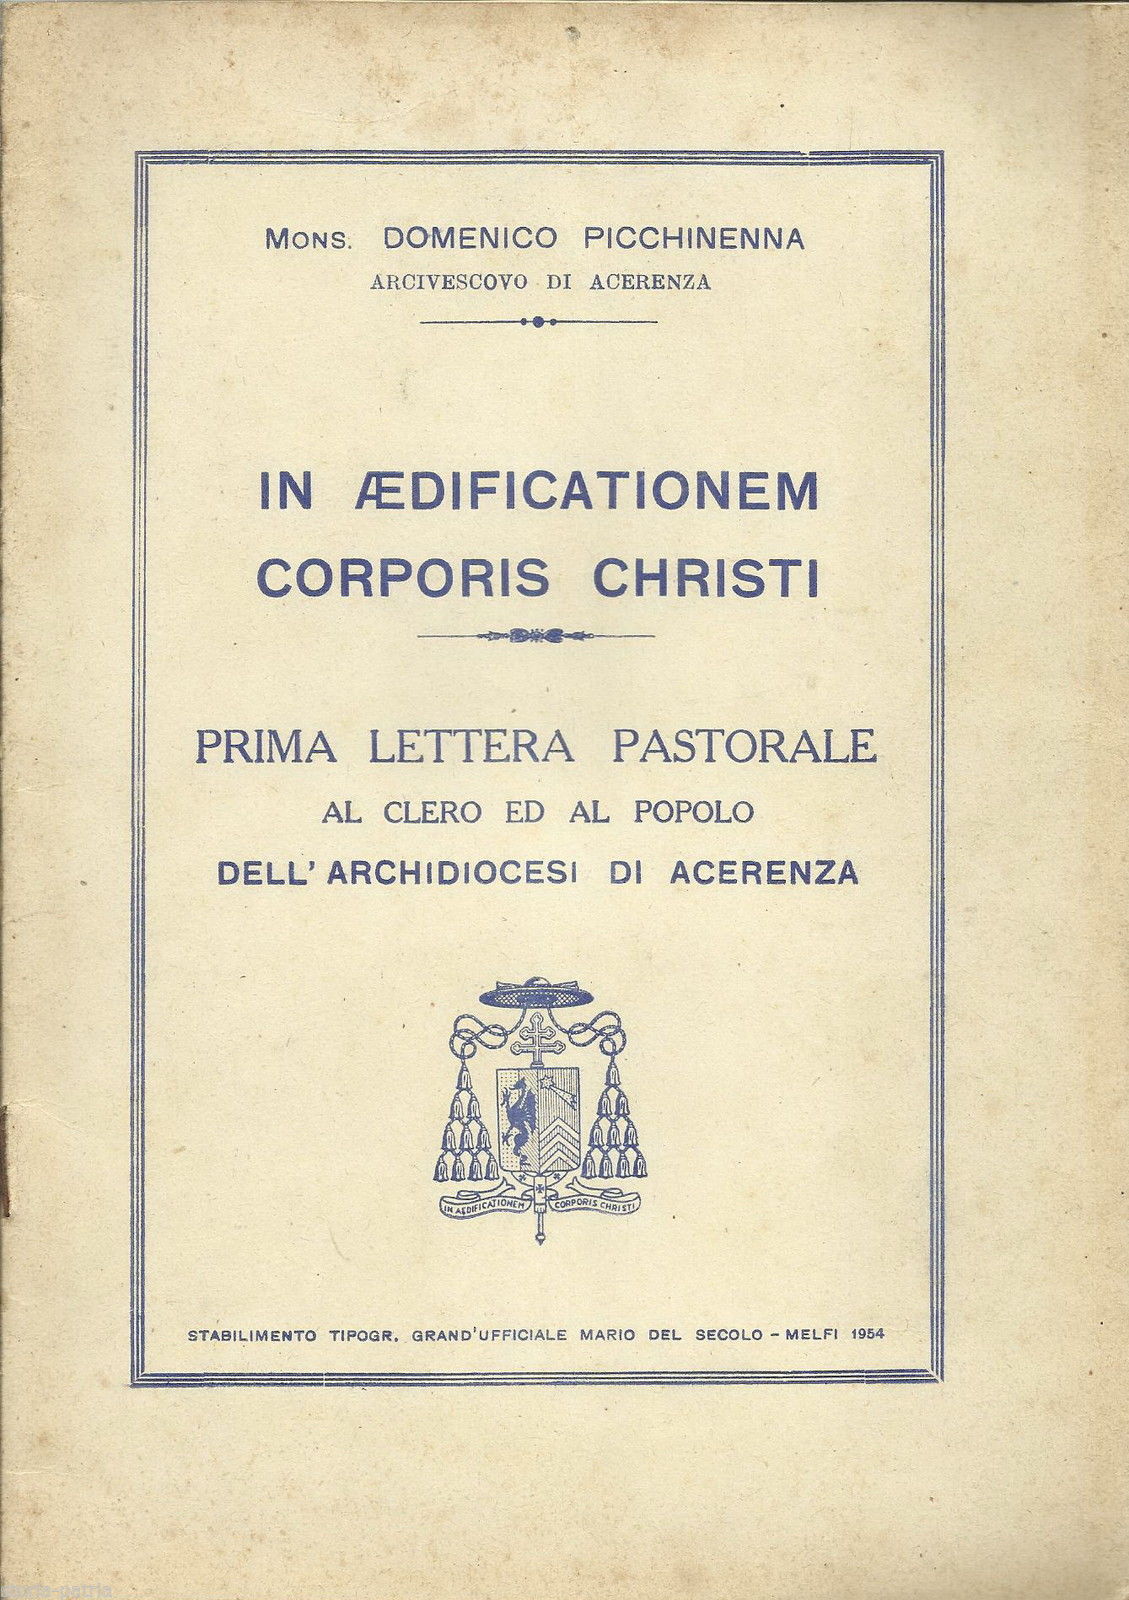 MONS. DOMENICO PICCHINENNA
ARCIVESCOVO DI ACERENZA
IN ÆDIFICATIONEM
CORPORIS CHRISTI
PRIMA LETTERA PASTORALE
AL CLERO ED AL POPOLO
DELL' ARCHIDIOCESI DI ACERENZA
IN ÆDIFICATIONEM CORPORIS CHRISTI
STABILIMENTO TIPOGR. GRAND'UFFICIALE MARIO DEL SECOLO - MELFI 1954